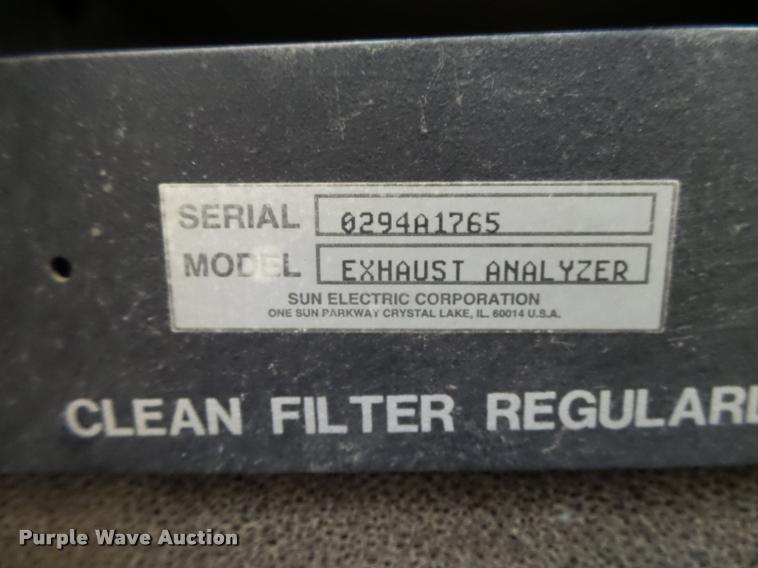 SERIAL 0294A1765
MODEL EXHAUST ANALYZER
SUN ELECTRIC CORPORATION
ONE SUN PARKWAY CRYSTAL LAKE, IL. 60014 U.S.A.
CLEAN FILTER REGULARL
Purple Wave Auction